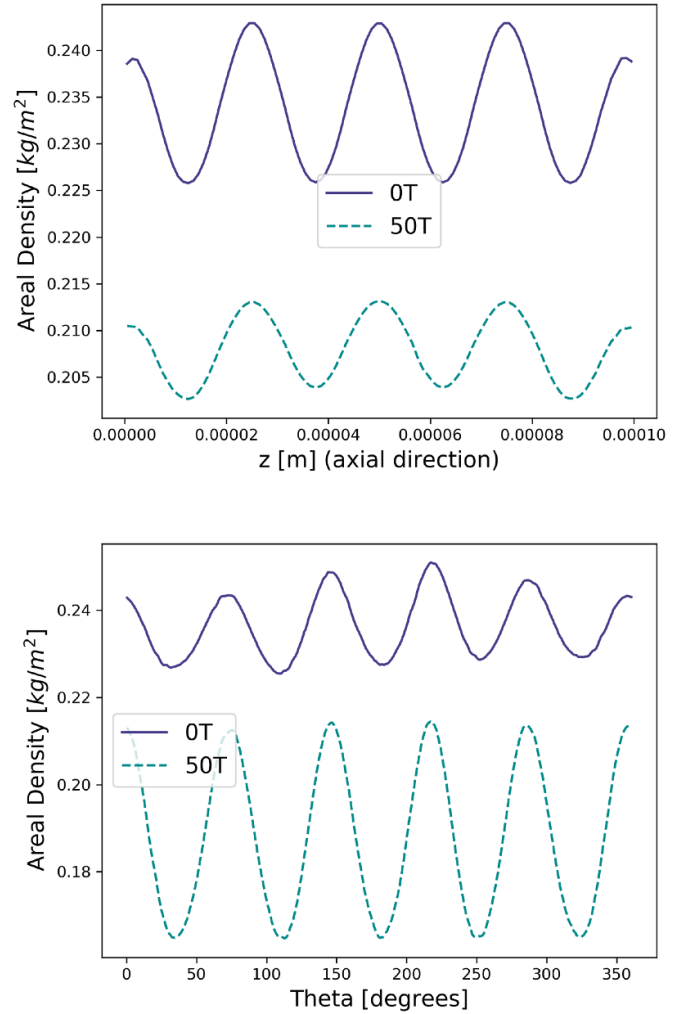 0.240
0.235
0.230
0.225
0.220
0.215
0.210
0.205
Areal Density [kg/m²]
0T
50T
0.00000 0.00002 0.00004 0.00006 0.00008 0.00010
z [m] (axial direction)
0.24
0.22
0.20
0.18
Areal Density [kg/m²]
0T
50T
0 50 100 150 200 250 300 350
Theta [degrees]